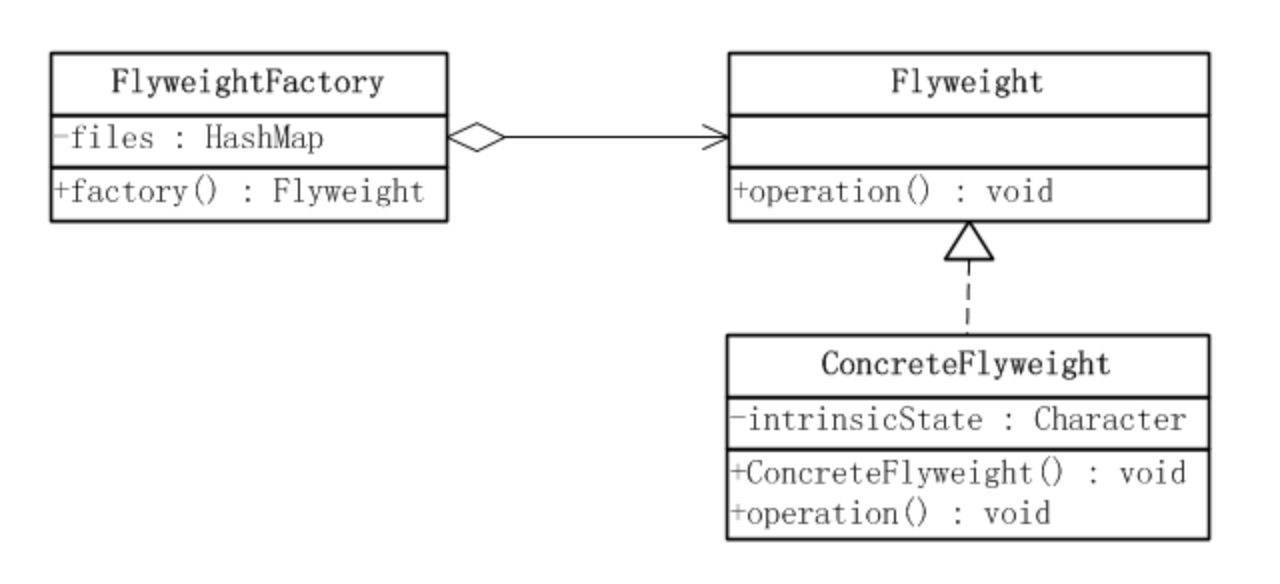 FlyweightFactory
-files : HashMap
+factory() : Flyweight
Flyweight
+operation() : void
ConcreteFlyweight
-intrinsicState : Character
+ConcreteFlyweight() : void
+operation() : void